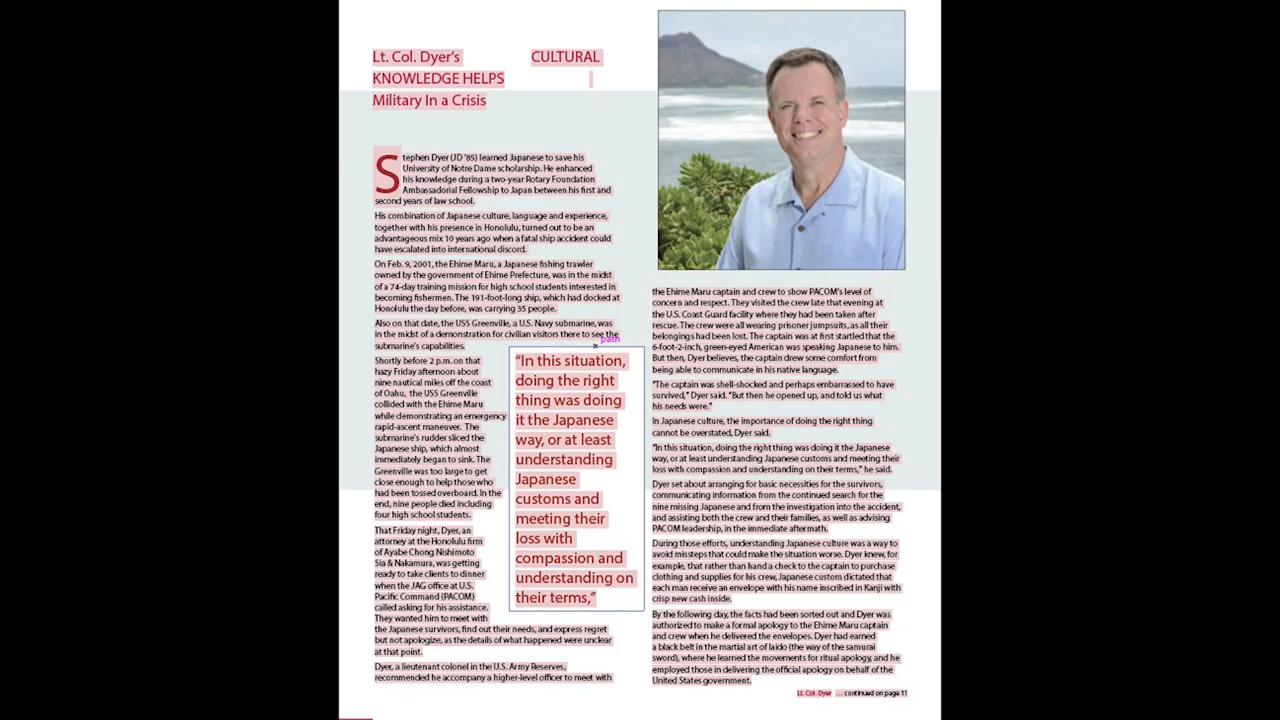 Lt. Col. Dyer's CULTURAL
KNOWLEDGE HELPS
Military In a Crisis
Stephen Dyer (JD '85) learned Japanese to save his
University of Notre Dame scholarship. He enhanced
his knowledge during a two-year Rotary Foundation
Ambassadorial Fellowship to Japan between his first and
second years of law school.
His combination of Japanese culture, language and experience,
together with his presence in Honolulu, turned out to be an
advantageous mix 10 years ago when a fatal ship accident could
have escalated into international discord.
On Feb. 9, 2001, the Ehime Maru, a Japanese fishing trawler
owned by the government of Ehime Prefecture, was in the midst
of a 74-day training mission for high school students interested in
becoming fishermen. The 191-foot-long ship, which had docked at
Honolulu the day before, was carrying 35 people.
Also on that date, the USS Greenville, a U.S. Navy submarine, was
in the midst of a demonstration for civilian visitors there to see the
submarine's capabilities.
Shortly before 2 p.m. on that
hazy Friday afternoon about
nine nautical miles off the coast
of Oahu, the USS Greenville
collided with the Ehime Maru
while demonstrating an emergency
rapid-ascent maneuver. The
submarine's rudder sliced the
Japanese ship, which almost
immediately began to sink. The
Greenville was too large to get
close enough to help those who
had been tossed overboard. In the
end, nine people died including
four high school students.
That Friday night, Dyer, an
attorney at the Honolulu firm
of Ayabe Chong Nishimoto
Sia & Nakamura, was getting
ready to take clients to dinner
when the JAG office at U.S.
Pacific Command (PACOM)
called asking for his assistance.
They wanted him to meet with
the Japanese survivors, find out their needs, and express regret
but not apologize, as the details of what happened were unclear
at that point.
Dyer, a lieutenant colonel in the U.S. Army Reserves,
recommended he accompany a higher-level officer to meet with
path
"In this situation,
doing the right
thing was doing
it the Japanese
way, or at least
understanding
Japanese
customs and
meeting their
loss with
compassion and
understanding on
their terms,"
the Ehime Maru captain and crew to show PACOM's level of
concern and respect. They visited the crew late that evening at
the U.S. Coast Guard facility where they had been taken after
rescue. The crew were all wearing prisoner jumpsuits, as all their
belongings had been lost. The captain was at first startled that the
6-foot-2-inch, green-eyed American was speaking Japanese to him.
But then, Dyer believes, the captain drew some comfort from
being able to communicate in his native language.
"The captain was shell-shocked and perhaps embarrassed to have
survived," Dyer said. "But then he opened up, and told us what
his needs were."
In Japanese culture, the importance of doing the right thing
cannot be overstated, Dyer said.
"In this situation, doing the right thing was doing it the Japanese
way, or at least understanding Japanese customs and meeting their
loss with compassion and understanding on their terms," he said.
Dyer set about arranging for basic necessities for the survivors,
communicating information from the continued search for the
nine missing Japanese and from the investigation into the accident,
and assisting both the crew and their families, as well as advising
PACOM leadership, in the immediate aftermath.
During those efforts, understanding Japanese culture was a way to
avoid missteps that could make the situation worse. Dyer knew, for
example, that rather than hand a check to the captain to purchase
clothing and supplies for his crew, Japanese custom dictated that
each man receive an envelope with his name inscribed in Kanji with
crisp new cash inside.
By the following day, the facts had been sorted out and Dyer was
authorized to make a formal apology to the Ehime Maru captain
and crew when he delivered the envelopes. Dyer had earned
a black belt in the martial art of Iaido (the way of the samurai
sword), where he learned the movements for ritual apology, and he
employed those in delivering the official apology on behalf of the
United States government.
Lt. Col. Dyer ... continued on page 11